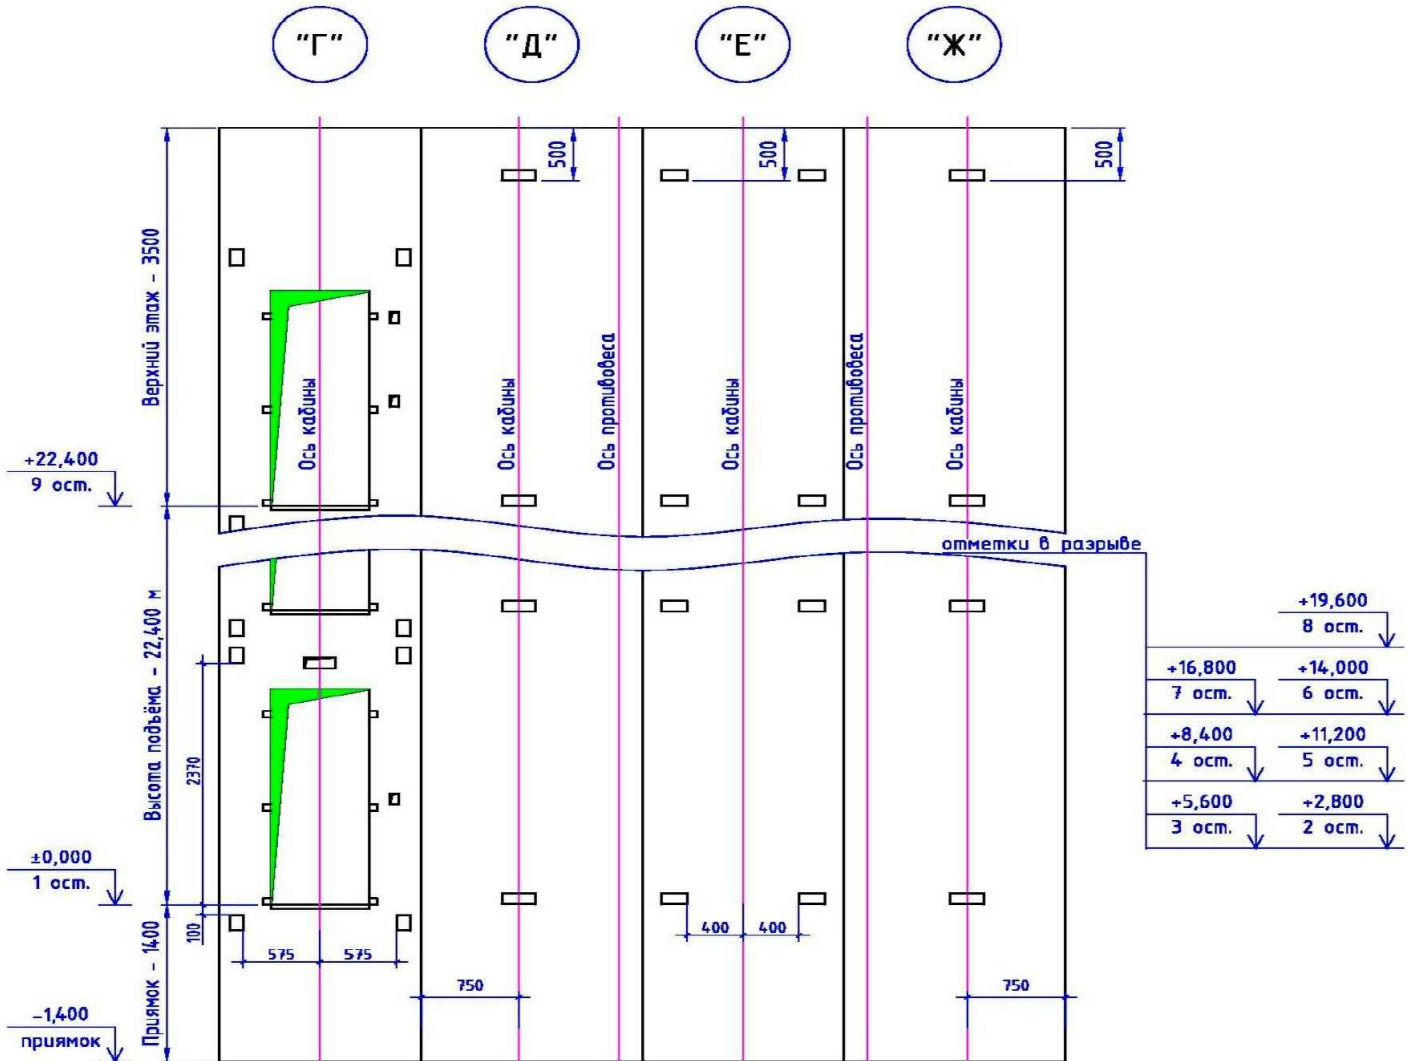 "Г"
"Д"
"Е"
"Ж"
500
500
500
Верхний этаж - 3500
Ось кабины
Ось кабины
Ось противовеса
Ось кабины
Ось противовеса
Ось кабины
+22,400
9 ост.
отметки в разрыве
Высота подъёма - 22,400 м
2370
+19,600
8 ост.
+16,800
7 ост.
+14,000
6 ост.
+8,400
4 ост.
+11,200
5 ост.
+5,600
3 ост.
+2,800
2 ост.
±0,000
1 ост.
100
575
575
400
400
750
750
Приямок - 1400
-1,400
приямок